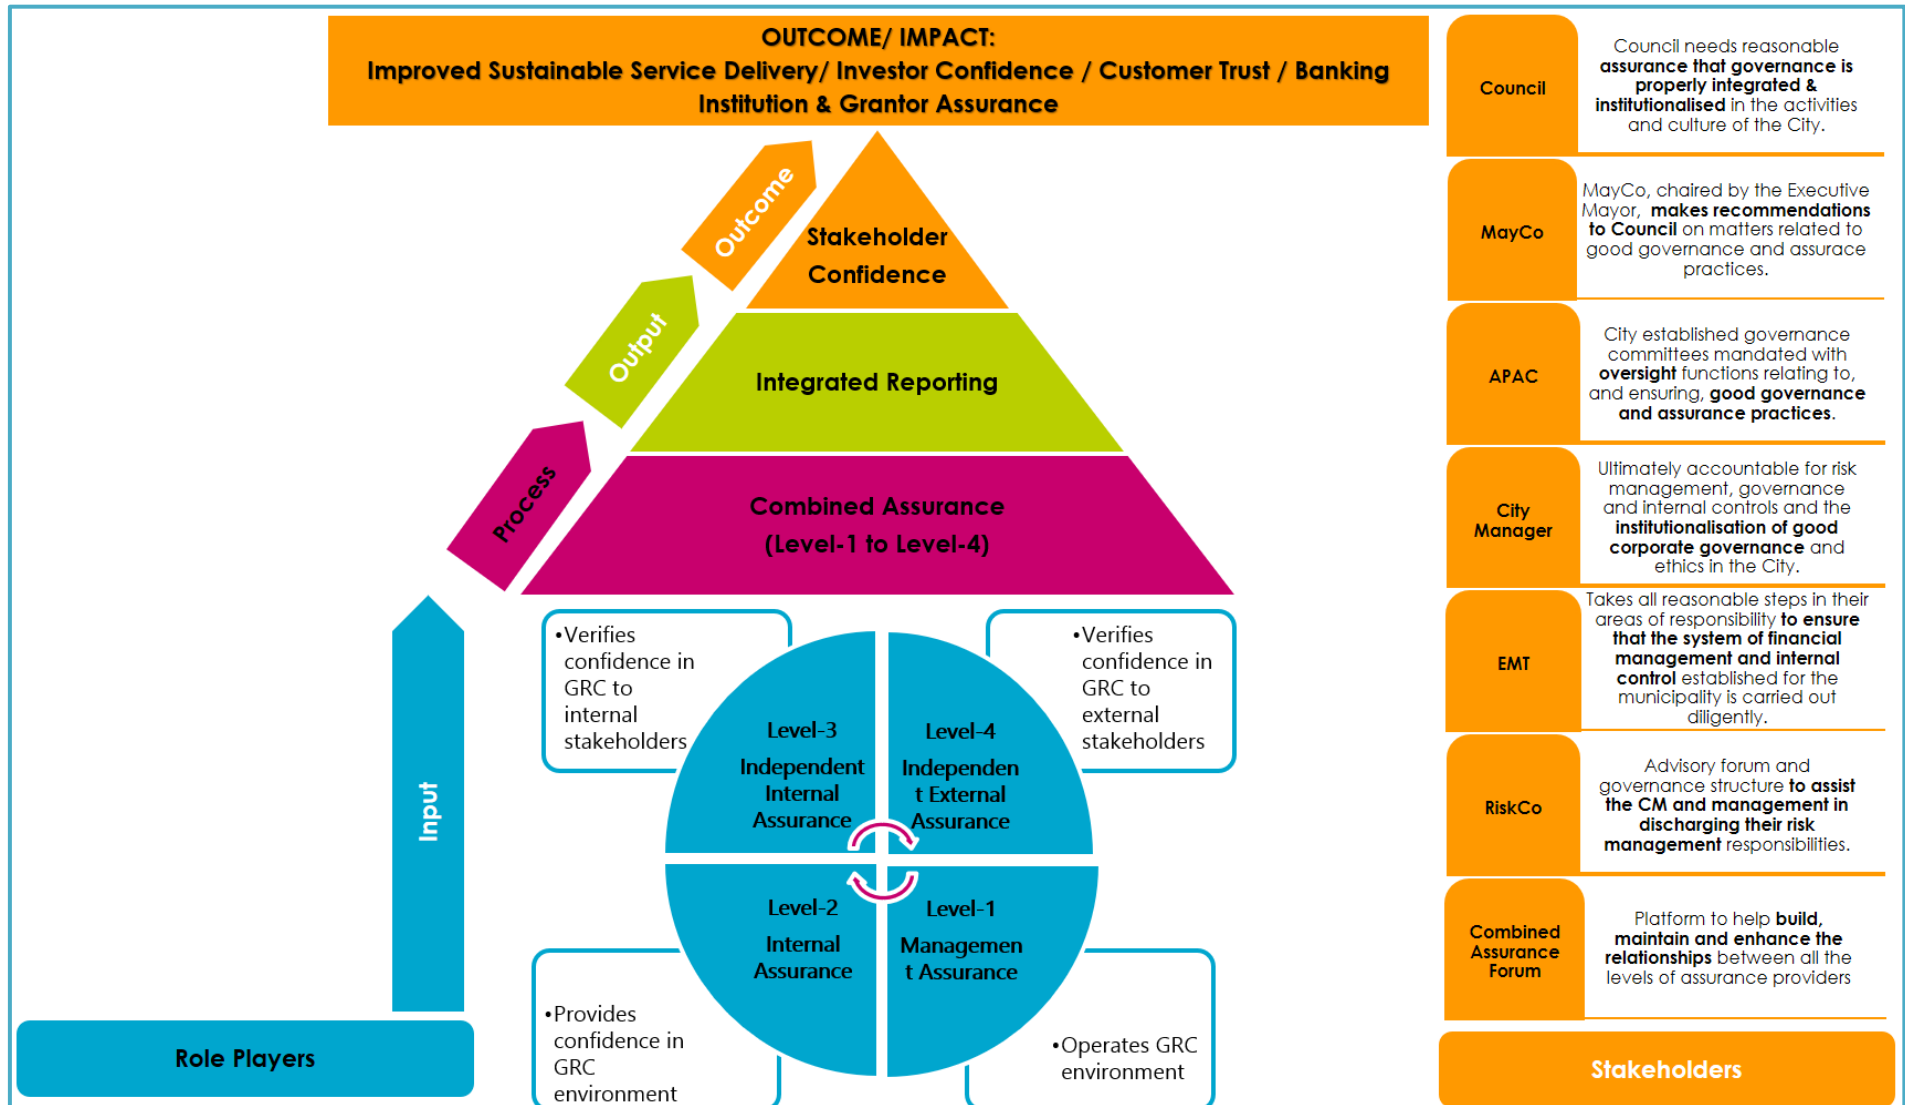 OUTCOME/ IMPACT:
Improved Sustainable Service Delivery/ Investor Confidence / Customer Trust / Banking
Institution & Grantor Assurance
Outcome
Stakeholder
Confidence
Output
Integrated Reporting
Process
Combined Assurance
(Level-1 to Level-4)
Input
•Verifies
confidence in
GRC to
internal
stakeholders
•Verifies
confidence in
GRC to
external
stakeholders
Level-3
Independent
Internal
Assurance
Level-4
Independen
t External
Assurance
Level-2
Internal
Assurance
Level-1
Managemen
t Assurance
•Provides
confidence in
GRC
environment
•Operates GRC
environment
Role Players
Council
Council needs reasonable
assurance that governance is
properly integrated &
institutionalised in the activities
and culture of the City.
MayCo
MayCo, chaired by the Executive
Mayor, makes recommendations
to Council on matters related to
good governance and assurace
practices.
APAC
City established governance
committees mandated with
oversight functions relating to,
and ensuring, good governance
and assurance practices.
City
Manager
Ultimately accountable for risk
management, governance
and internal controls and the
institutionalisation of good
corporate governance and
ethics in the City.
EMT
Takes all reasonable steps in their
areas of responsibility to ensure
that the system of financial
management and internal
control established for the
municipality is carried out
diligently.
RiskCo
Advisory forum and
governance structure to assist
the CM and management in
discharging their risk
management responsibilities.
Combined
Assurance
Forum
Platform to help build,
maintain and enhance the
relationships between all the
levels of assurance providers
Stakeholders